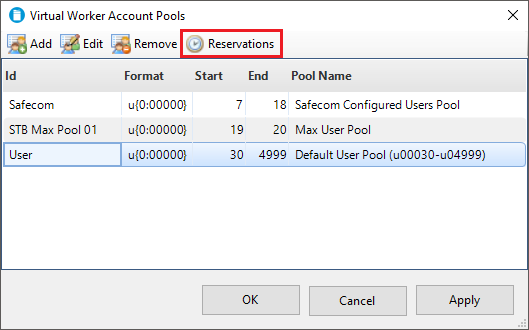 Virtual Worker Account Pools
Add Edit Remove Reservations
Id Format Start End Pool Name
Safecom u{0:00000} 7 18 Safecom Configured Users Pool
STB Max Pool 01 u{0:00000} 19 20 Max User Pool
User u{0:00000} 30 4999 Default User Pool (u00030-u04999)
OK Cancel Apply